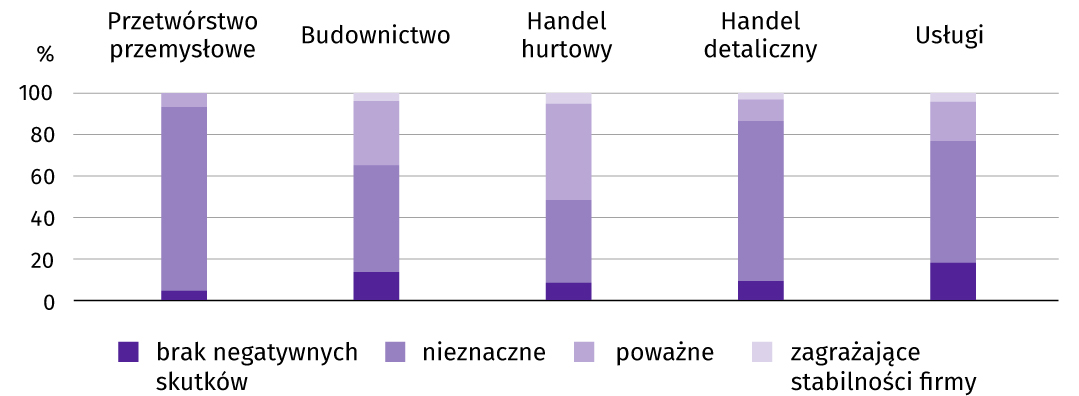 Przetwórstwo
przemysłowe
Budownictwo
Handel
hurtowy
Handel
detaliczny
Usługi
%
100
80
60
40
20
0
brak negatywnych
skutków
nieznaczne
poważne
zagrażające
stabilności firmy